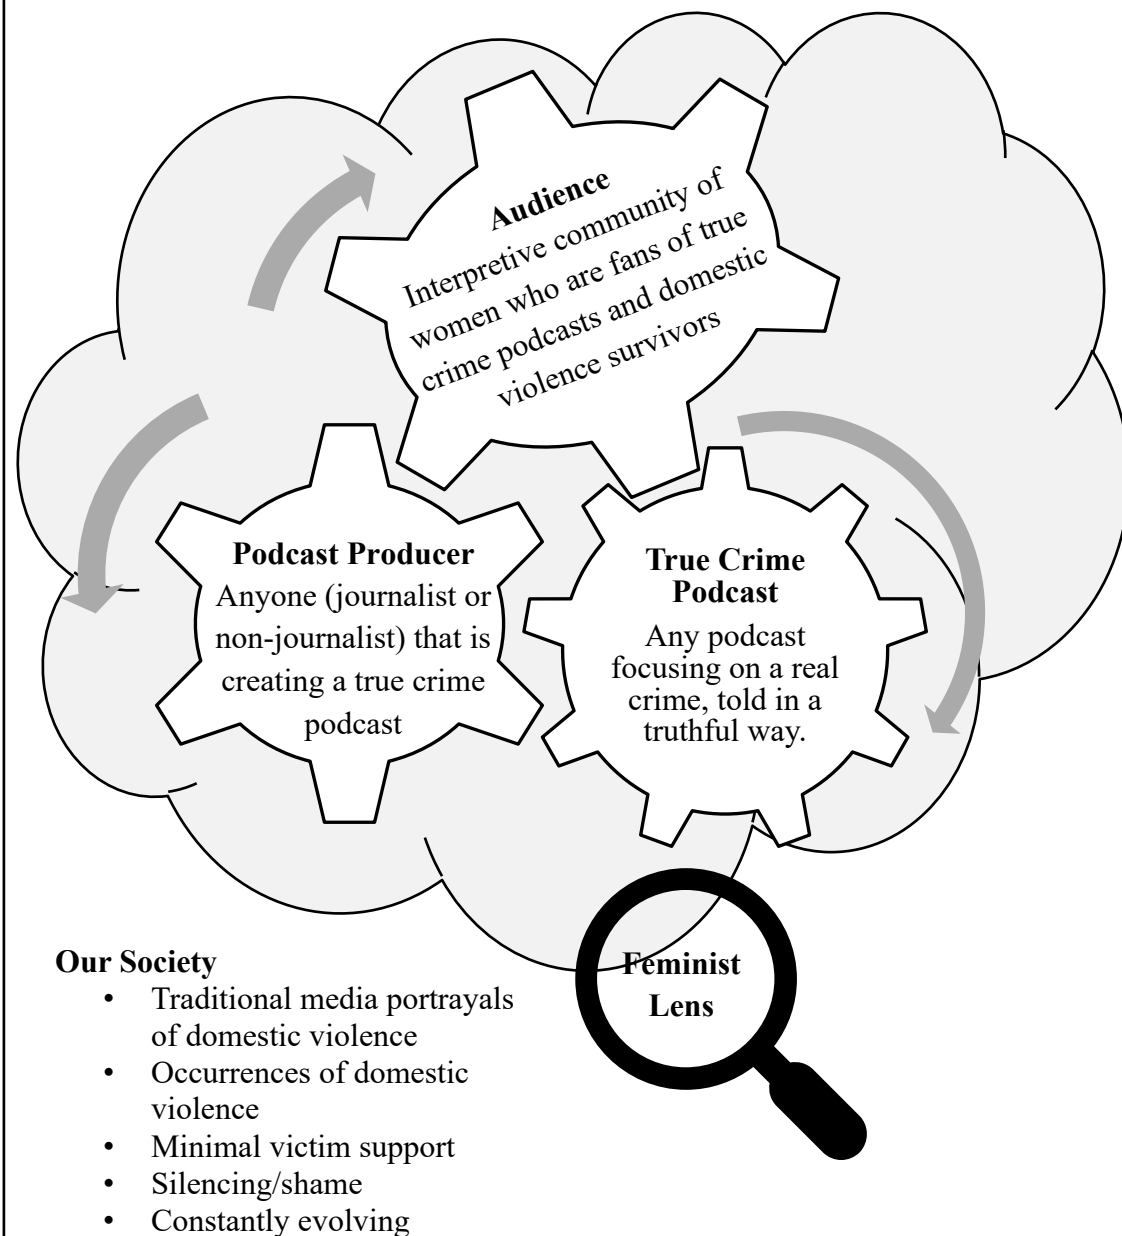 Audience
Interpretive community of
women who are fans of true
crime podcasts and domestic
violence survivors
Podcast Producer
Anyone (journalist or
non-journalist) that is
creating a true crime
podcast
True Crime
Podcast
Any podcast
focusing on a real
crime, told in a
truthful way.
Feminist
Lens
Our Society
• Traditional media portrayals
of domestic violence
• Occurrences of domestic
violence
• Minimal victim support
• Silencing/shame
• Constantly evolving